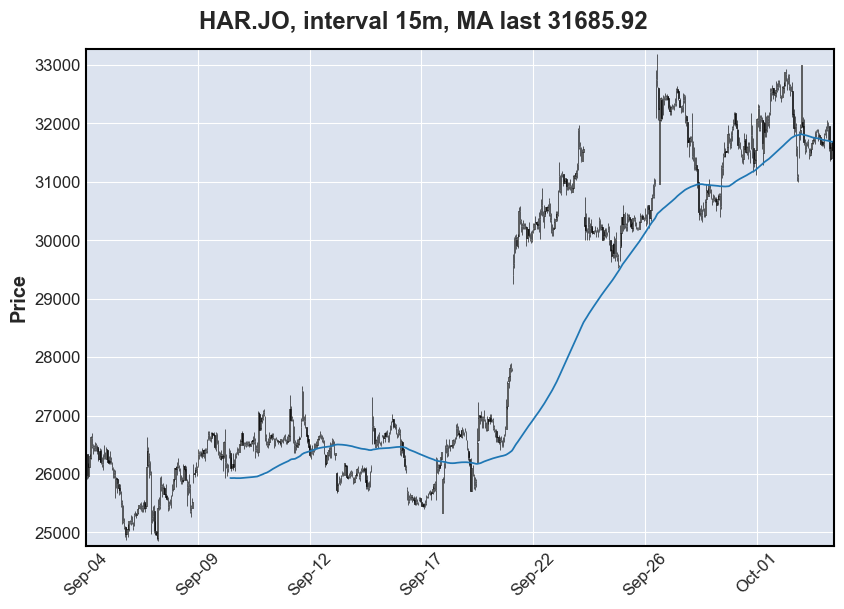 HAR.JO, interval 15m, MA last 31685.92
Price
33000
32000
31000
30000
29000
28000
27000
26000
25000
Sep-04
Sep-09
Sep-12
Sep-17
Sep-22
Sep-26
Oct-01